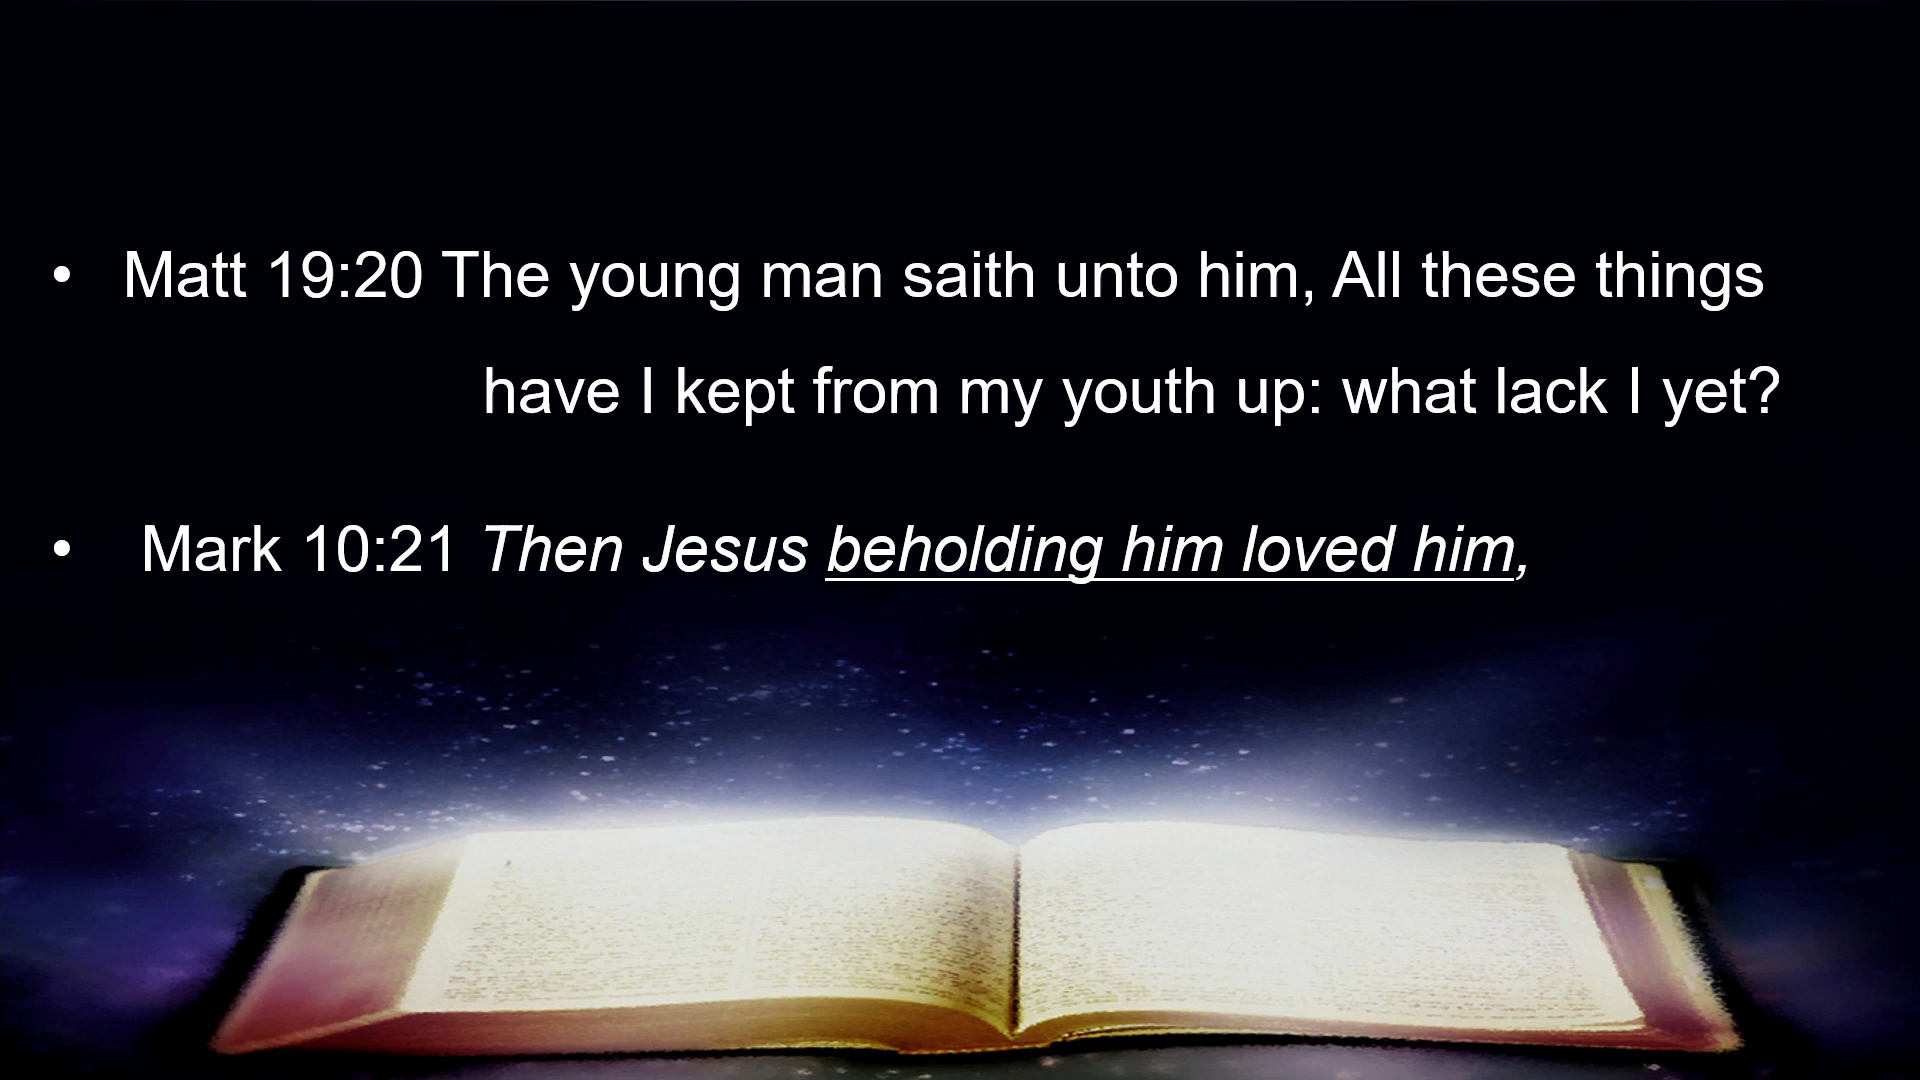 • Matt 19:20 The young man saith unto him, All these things
have I kept from my youth up: what lack I yet?
• Mark 10:21 Then Jesus beholding him loved him,